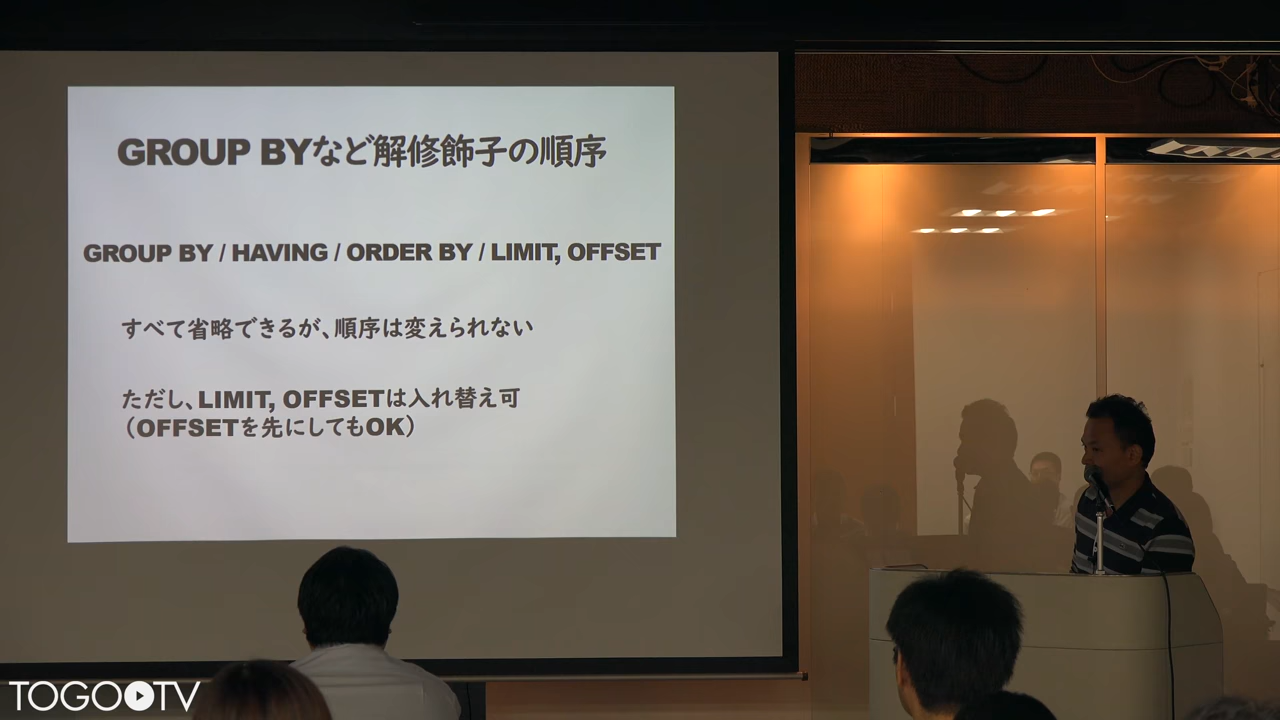 GROUP BYなど解修飾子の順序
GROUP BY / HAVING / ORDER BY / LIMIT, OFFSET
すべて省略できるが、順序は変えられない
ただし、LIMIT, OFFSETは入れ替え可
（OFFSETを先にしてもOK）
TOGO TV